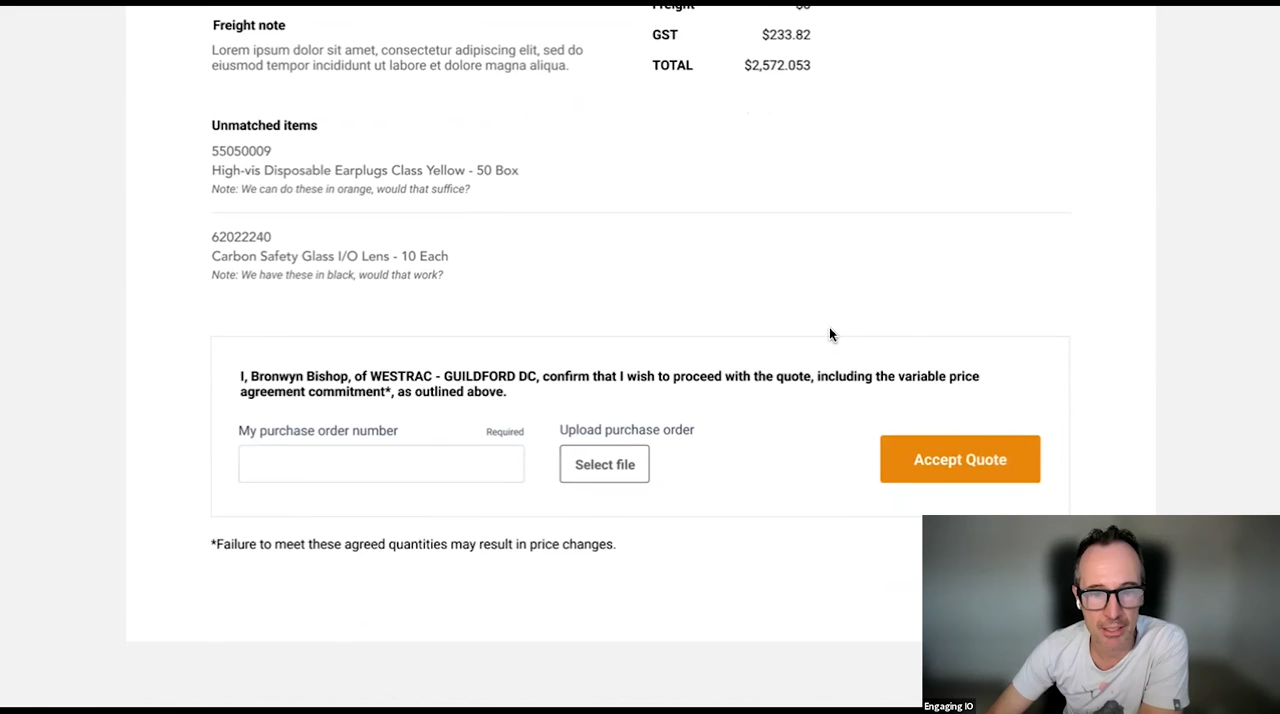 Freight $0
Freight note
GST $233.82
Lorem ipsum dolor sit amet, consectetur adipiscing elit, sed do
eiusmod tempor incididunt ut labore et dolore magna aliqua.
TOTAL $2,572.053
Unmatched items
55050009
High-vis Disposable Earplugs Class Yellow - 50 Box
Note: We can do these in orange, would that suffice?
62022240
Carbon Safety Glass I/O Lens - 10 Each
Note: We have these in black, would that work?
I, Bronwyn Bishop, of WESTRAC - GUILDFORD DC, confirm that I wish to proceed with the quote, including the variable price
agreement commitment*, as outlined above.
My purchase order number Required
Upload purchase order
Select file
Accept Quote
*Failure to meet these agreed quantities may result in price changes.
Engaging IO